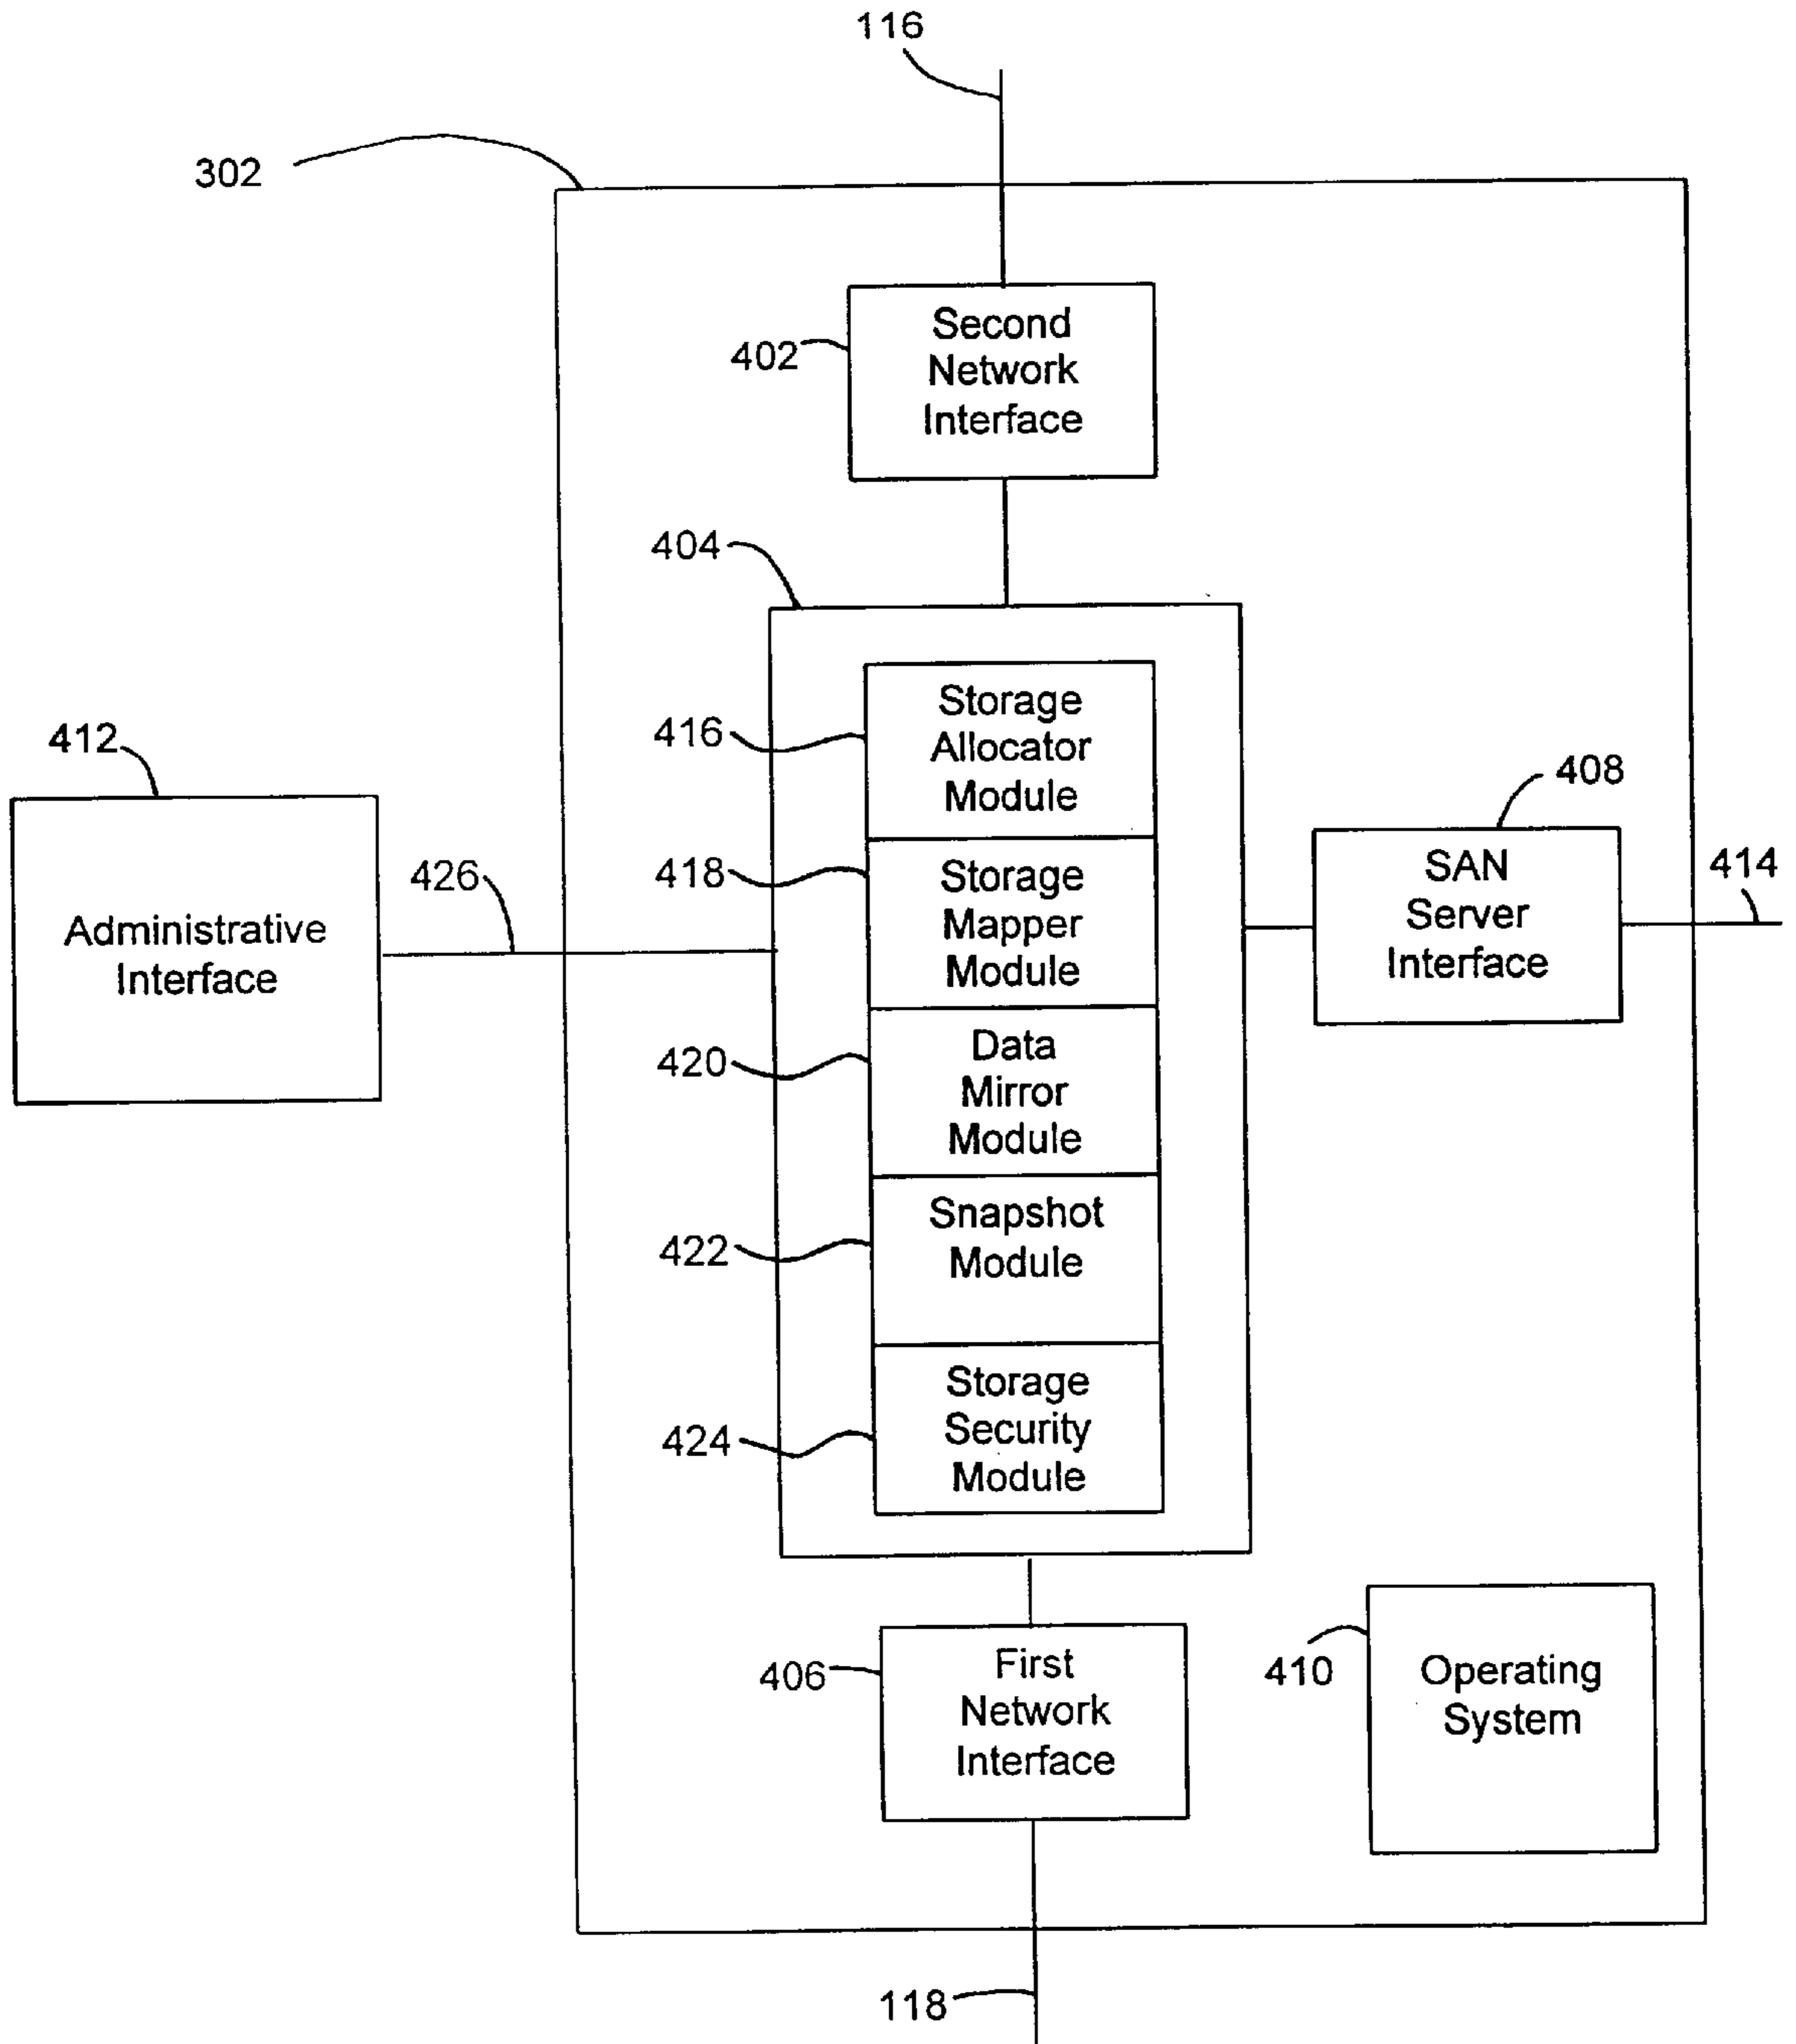 116
302
Second
Network
Interface
402
404
Storage
Allocator
Module
416
412
408
SAN
Server
Interface
414
418
Storage
Mapper
Module
426
Administrative
Interface
420
Data
Mirror
Module
422
Snapshot
Module
424
Storage
Security
Module
406
First
Network
Interface
410
Operating
System
118